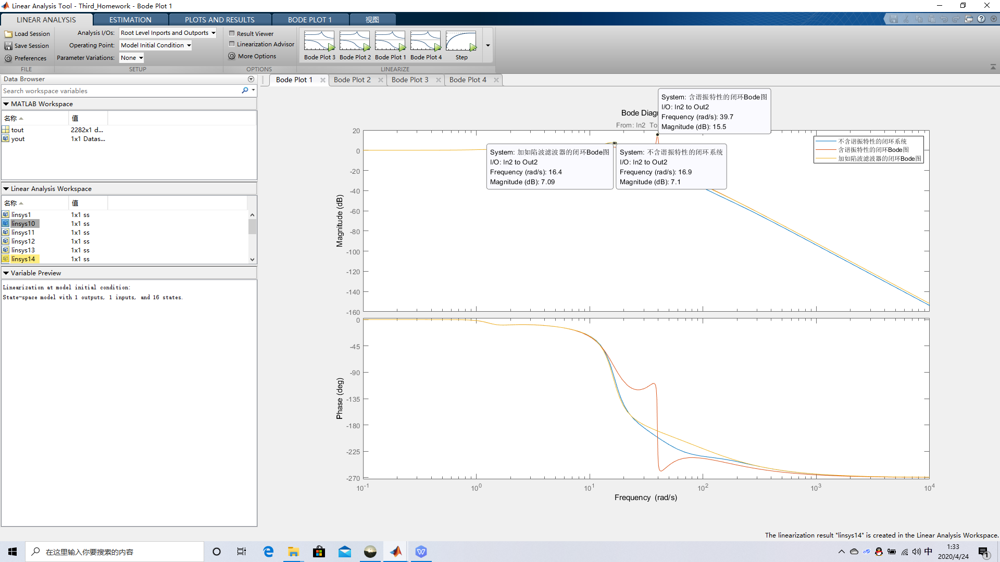 Linear Analysis Tool - Third_Homework - Bode Plot 1
LINEAR ANALYSIS
ESTIMATION
PLOTS AND RESULTS
BODE PLOT 1
视图
Load Session
Save Session
Preferences
FILE
Analysis I/Os: Root Level Inports and Outports
Operating Point: Model Initial Condition
Parameter Variations: None
SETUP
Result Viewer
Linearization Advisor
More Options
OPTIONS
Bode Plot 3
Bode Plot 2
Bode Plot 1
Bode Plot 4
Step
LINEARIZE
Data Browser
Search workspace variables
MATLAB Workspace
名称 值
tout 2282x1 d...
yout 1x1 Datas...
Linear Analysis Workspace
名称 值
linsys1 1x1 ss
linsys10 1x1 ss
linsys11 1x1 ss
linsys12 1x1 ss
linsys13 1x1 ss
linsys14 1x1 ss
Variable Preview
Linearization at model initial condition:
State-space model with 1 outputs, 1 inputs, and 16 states.
Bode Plot 1
Bode Plot 2
Bode Plot 3
Bode Plot 4
Bode Diagr
From: In2 To
System: 含谐振特性的闭环Bode图
I/O: In2 to Out2
Frequency (rad/s): 39.7
Magnitude (dB): 15.5
System: 加如陷波滤波器的闭环Bode图
I/O: In2 to Out2
Frequency (rad/s): 16.4
Magnitude (dB): 7.09
System: 不含谐振特性的闭环系统
I/O: In2 to Out2
Frequency (rad/s): 16.9
Magnitude (dB): 7.1
不含谐振特性的闭环系统
含谐振特性的闭环Bode图
加如陷波滤波器的闭环Bode图
Magnitude (dB)
20
0
-20
-40
-60
-80
-100
-120
-140
-160
Phase (deg)
0
-45
-90
-135
-180
-225
-270
10⁻¹ 10⁰ 10¹ 10² 10³ 10⁴
Frequency (rad/s)
The linearization result "linsys14" is created in the Linear Analysis Workspace.
在这里输入你要搜索的内容
中
1:33
2020/4/24
1